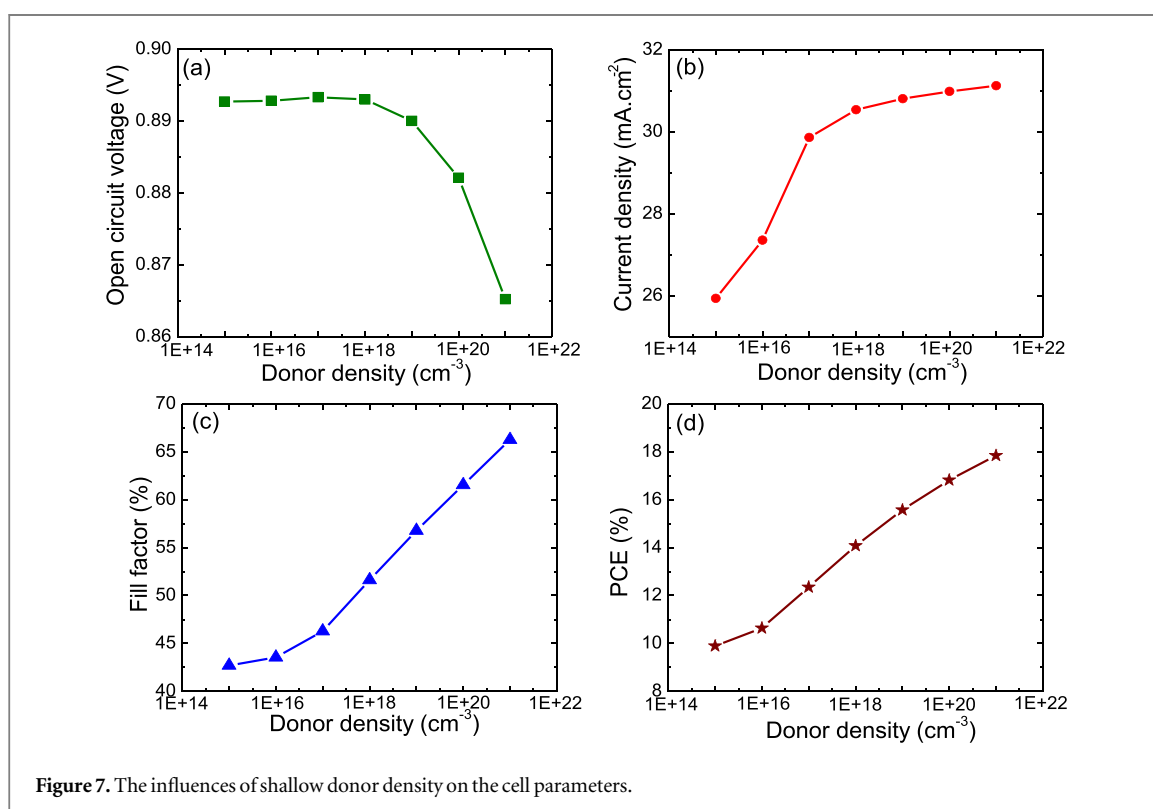 (a)
0.90
0.89
0.88
0.87
0.86
Open circuit voltage (V)
1E+14 1E+16 1E+18 1E+20 1E+22
Donor density (cm⁻³)
(b)
32
30
28
26
Current density (mA.cm⁻²)
1E+14 1E+16 1E+18 1E+20 1E+22
Donor density (cm⁻³)
(c)
70
65
60
55
50
45
40
Fill factor (%)
1E+14 1E+16 1E+18 1E+20 1E+22
Donor density (cm⁻³)
(d)
20
18
16
14
12
10
8
PCE (%)
1E+14 1E+16 1E+18 1E+20 1E+22
Donor density (cm⁻³)
Figure 7. The influences of shallow donor density on the cell parameters.